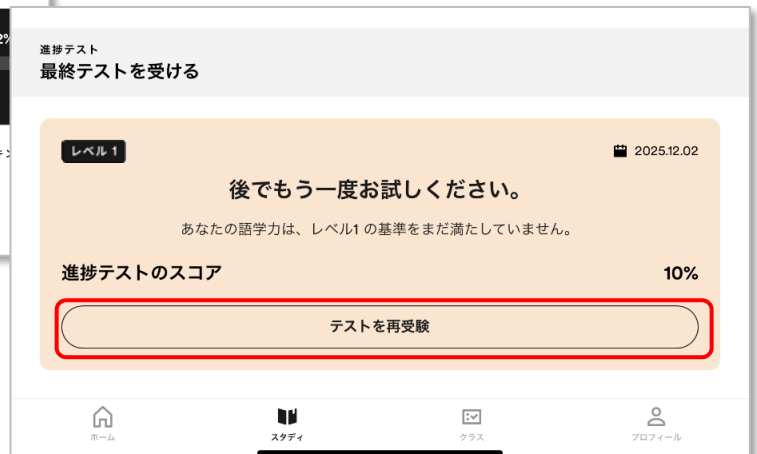 2%
進捗テスト
最終テストを受ける
レベル 1
2025.12.02
後でもう一度お試しください。
あなたの語学力は、レベル1 の基準をまだ満たしていません。
進捗テストのスコア
10%
テストを再受験
ホーム
スタディ
クラス
プロフィール